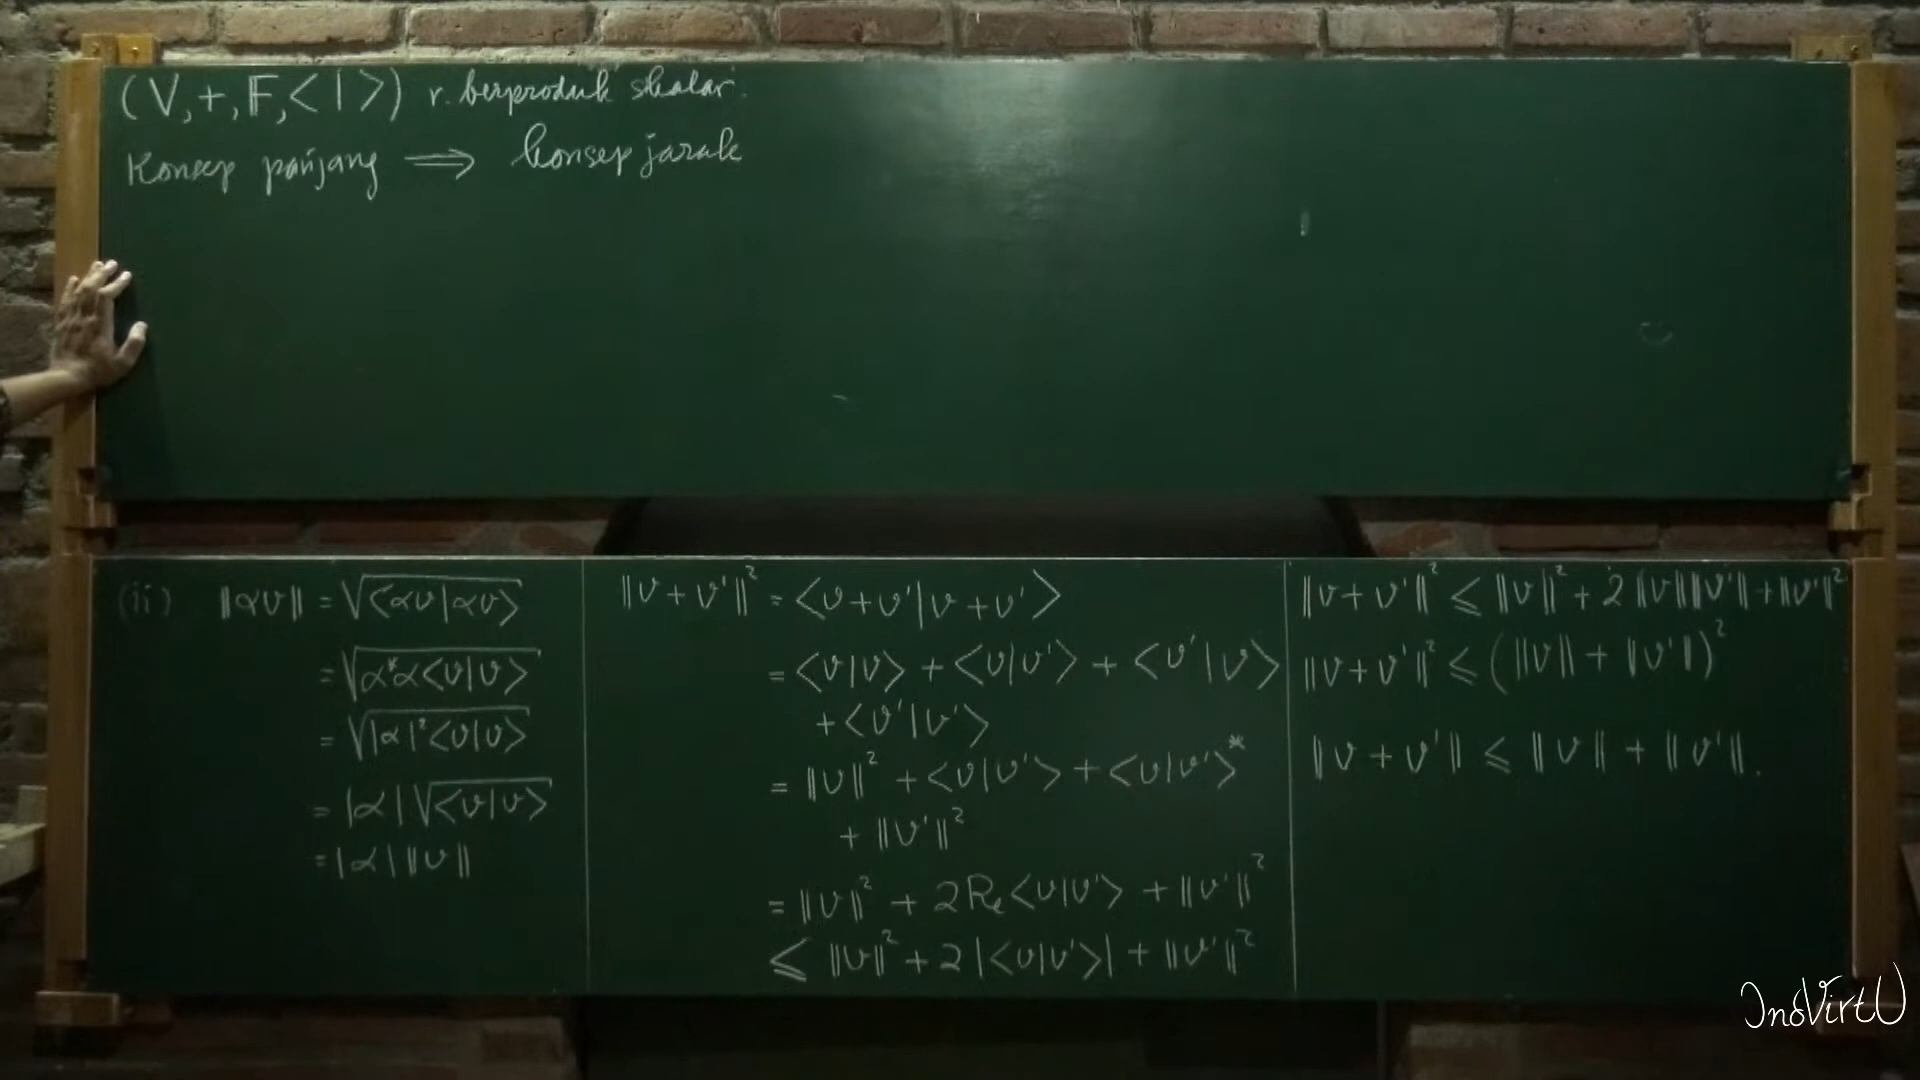 (V,+,F,<|>) r. berproduk skalar.
Konsep panjang ⟹ konsep jarak
(ii) ‖αv‖ = √<αv|αv>
= √α*α<v|v>
= √|α|²<v|v>
= |α|√<v|v>
= |α|‖v‖
‖v+v'‖² = <v+v'|v+v'>
= <v|v> + <v|v'> + <v'|v>
+ <v'|v'>
= ‖v‖² + <v|v'> + <v|v'>*
+ ‖v'‖²
= ‖v‖² + 2Re<v|v'> + ‖v'‖²
≤ ‖v‖² + 2|<v|v'>| + ‖v'‖²
‖v+v'‖² ≤ ‖v‖² + 2‖v‖‖v'‖ + ‖v'‖²
‖v+v'‖² ≤ (‖v‖ + ‖v'‖)²
‖v+v'‖ ≤ ‖v‖ + ‖v'‖.
InoVirtU